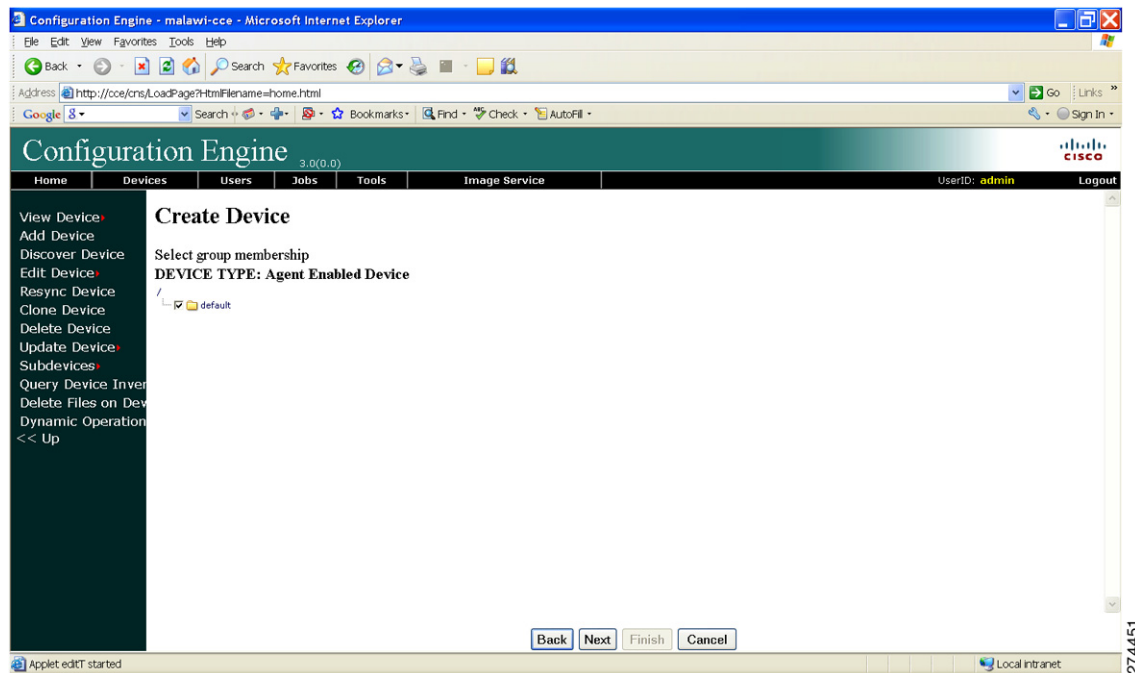 Configuration Engine - malawi-cce - Microsoft Internet Explorer
File Edit View Favorites Tools Help
Back Search Favorites
Address http://cce/cns/LoadPage?HtmlFilename=home.html Go Links »
Google Search Bookmarks Find Check AutoFill Sign In
Configuration Engine 3.0(0.0)
CISCO
Home Devices Users Jobs Tools Image Service UserID: admin Logout
View Device
Add Device
Discover Device
Edit Device
Resync Device
Clone Device
Delete Device
Update Device
Subdevices
Query Device Inver
Delete Files on Dev
Dynamic Operation
<< Up
Create Device
Select group membership
DEVICE TYPE: Agent Enabled Device
/
default
Back Next Finish Cancel
Applet editT started Local intranet
274451